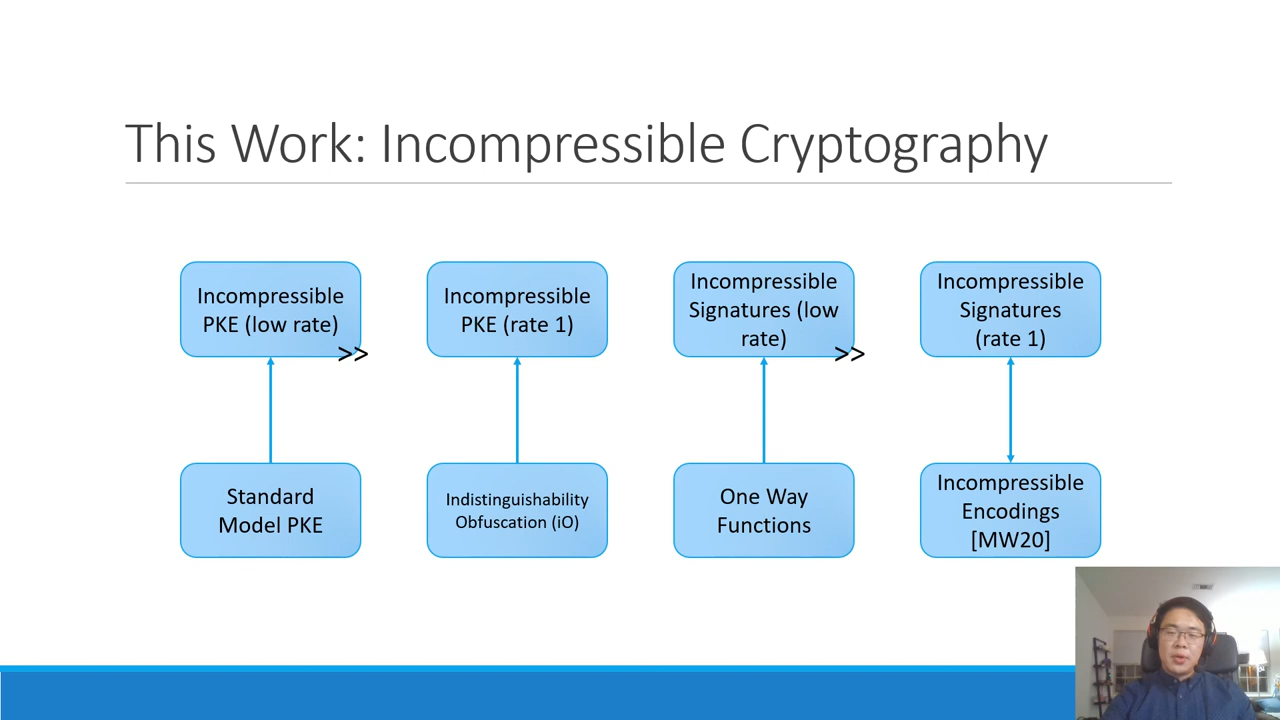 This Work: Incompressible Cryptography
Incompressible
PKE (low rate)
>>
Incompressible
PKE (rate 1)
Incompressible
Signatures (low
rate)
>>
Incompressible
Signatures
(rate 1)
Standard
Model PKE
Indistinguishability
Obfuscation (iO)
One Way
Functions
Incompressible
Encodings
[MW20]